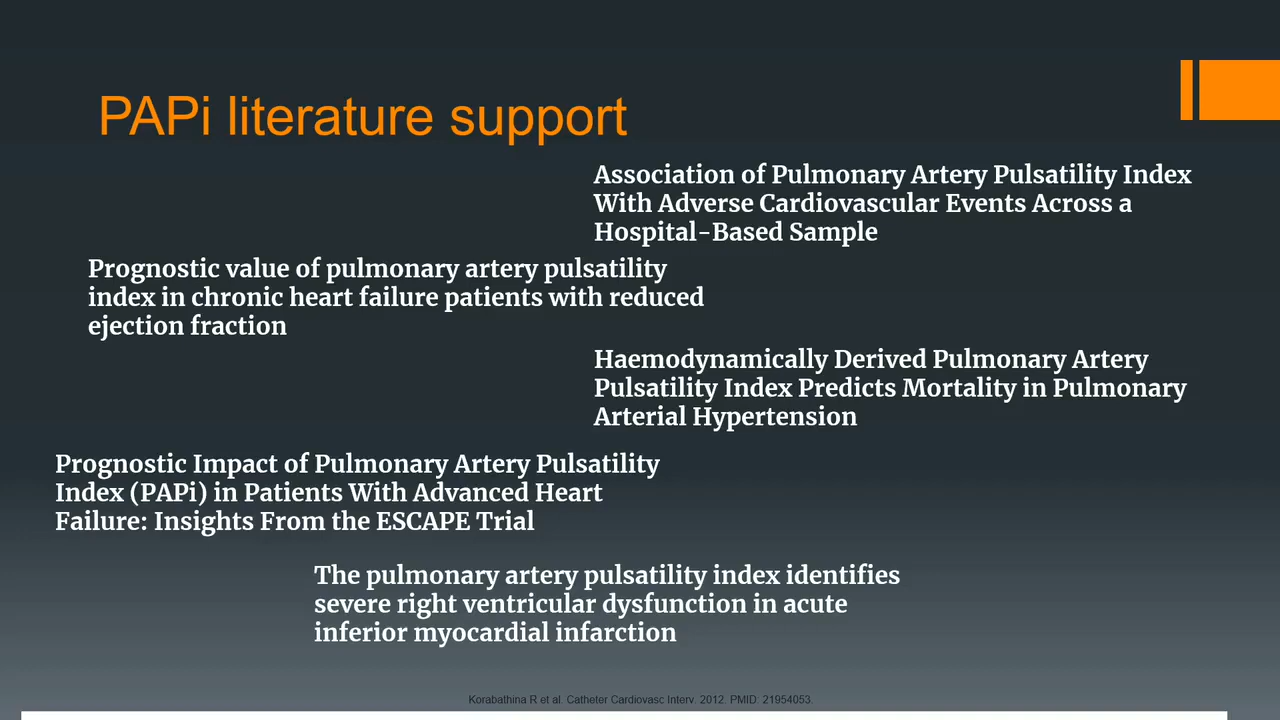 PAPi literature support
Association of Pulmonary Artery Pulsatility Index
With Adverse Cardiovascular Events Across a
Hospital-Based Sample
Prognostic value of pulmonary artery pulsatility
index in chronic heart failure patients with reduced
ejection fraction
Haemodynamically Derived Pulmonary Artery
Pulsatility Index Predicts Mortality in Pulmonary
Arterial Hypertension
Prognostic Impact of Pulmonary Artery Pulsatility
Index (PAPi) in Patients With Advanced Heart
Failure: Insights From the ESCAPE Trial
The pulmonary artery pulsatility index identifies
severe right ventricular dysfunction in acute
inferior myocardial infarction
Korabathina R et al. Catheter Cardiovasc Interv. 2012. PMID: 21954053.